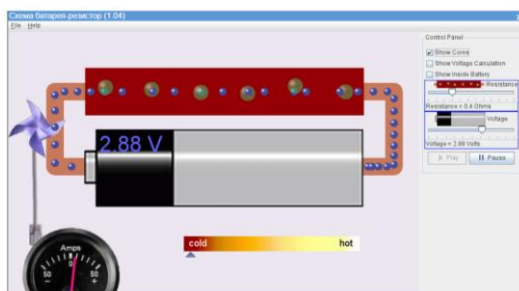 Схема батарея-резистор (1.04)
File Help
Control Panel
Show Cores
Show Voltage Calculation
Show Inside Battery
Resistance
Resistance = 0.4 Ohms
Voltage
Voltage = 2.88 Volts
Play Pause
2.88 V
cold hot
Amps
0
50 50
- +